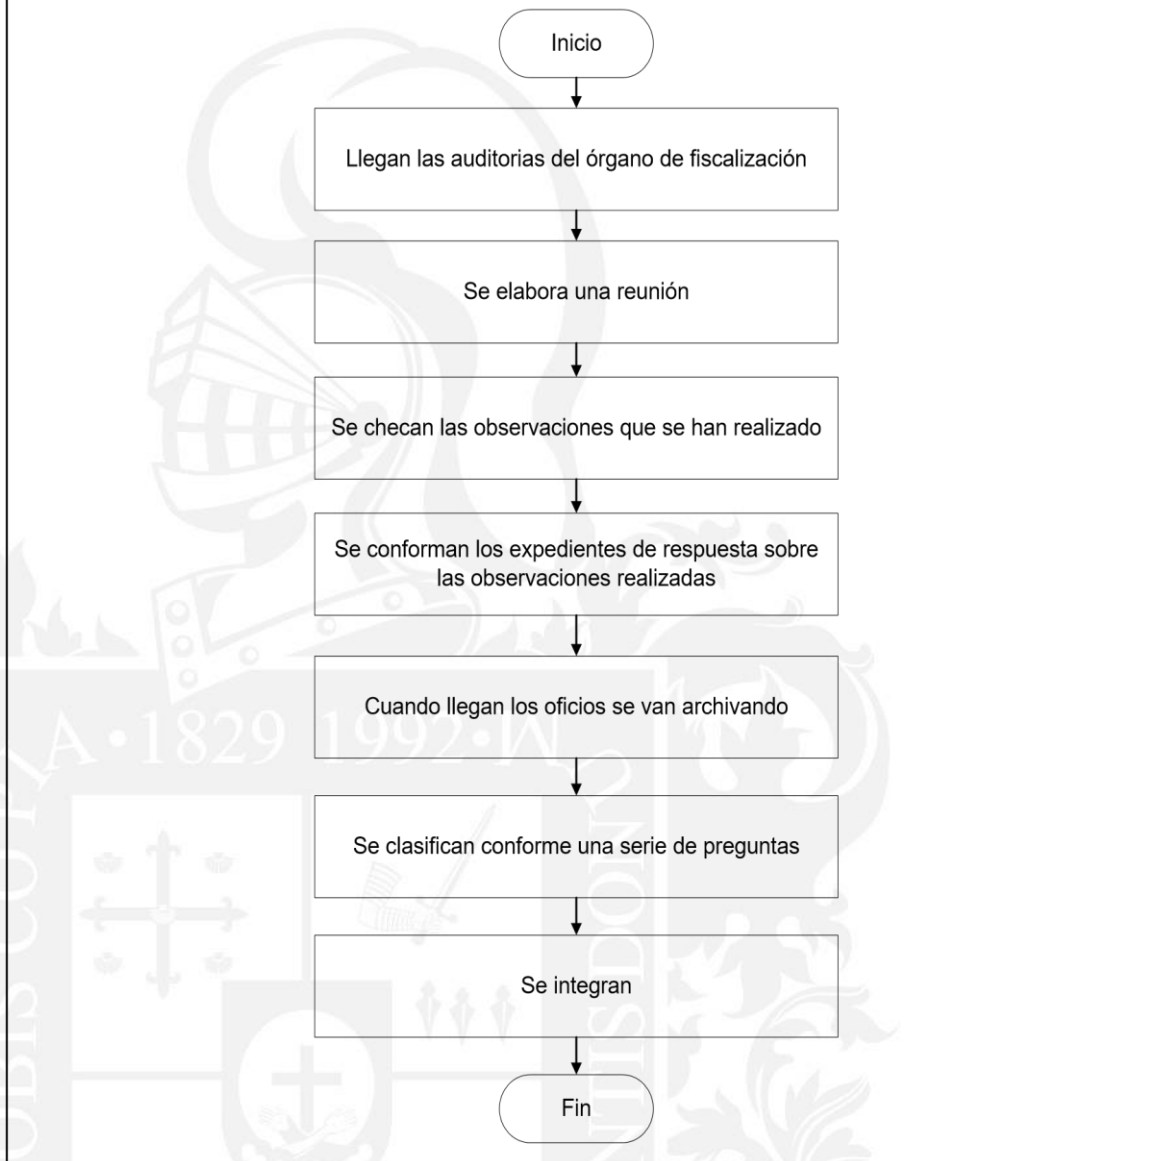 Inicio
Llegan las auditorias del órgano de fiscalización
Se elabora una reunión
Se checan las observaciones que se han realizado
Se conforman los expedientes de respuesta sobre
las observaciones realizadas
Cuando llegan los oficios se van archivando
A·1829 1992·
Se clasifican conforme una serie de preguntas
Se integran
Fin